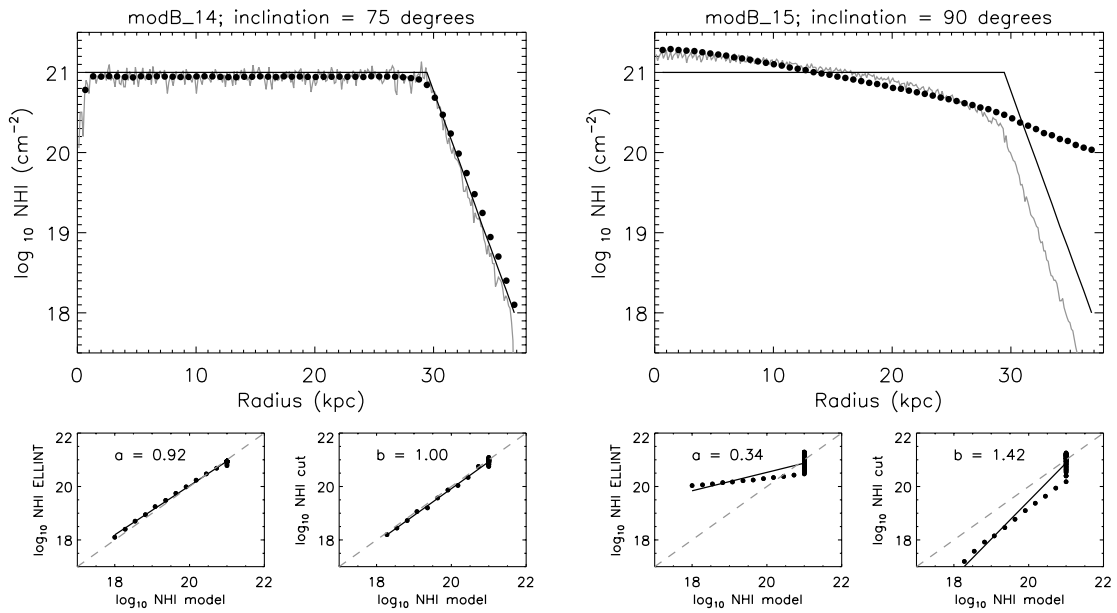 modB_14; inclination = 75 degrees
modB_15; inclination = 90 degrees
log 10 NHI (cm−2)
21
20
19
18
0
10
20
30
Radius (kpc)
log 10 NHI (cm−2)
21
20
19
18
0
10
20
30
Radius (kpc)
log10 NHI ELLINT
22
20
18
a = 0.92
18
20
22
log10 NHI model
log10 NHI cut
22
20
18
b = 1.00
18
20
22
log10 NHI model
log10 NHI ELLINT
22
20
18
a = 0.34
18
20
22
log10 NHI model
log10 NHI cut
22
20
18
b = 1.42
18
20
22
log10 NHI model